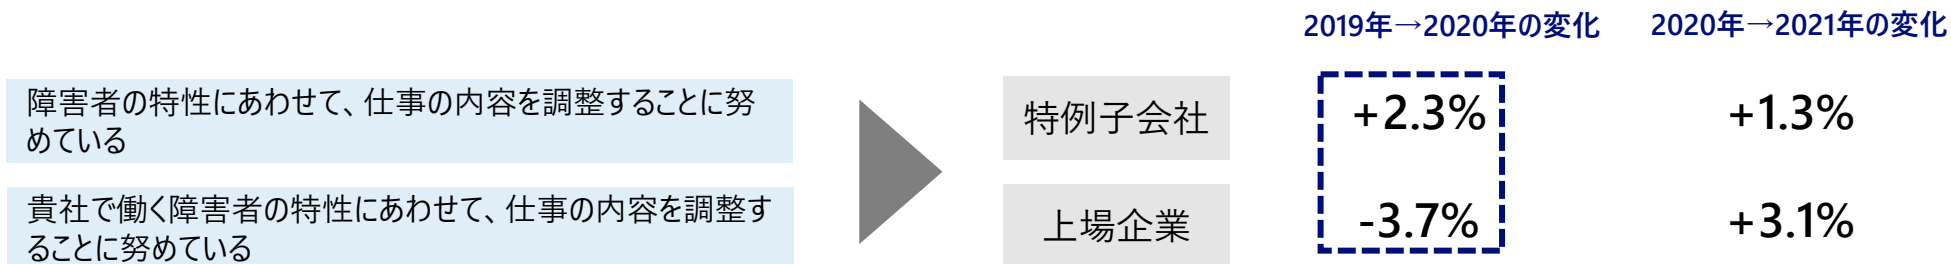 2019年→2020年の変化 2020年→2021年の変化
障害者の特性にあわせて、仕事の内容を調整することに努
めている
特例子会社 +2.3% +1.3%
貴社で働く障害者の特性にあわせて、仕事の内容を調整す
ることに努めている
上場企業 -3.7% +3.1%